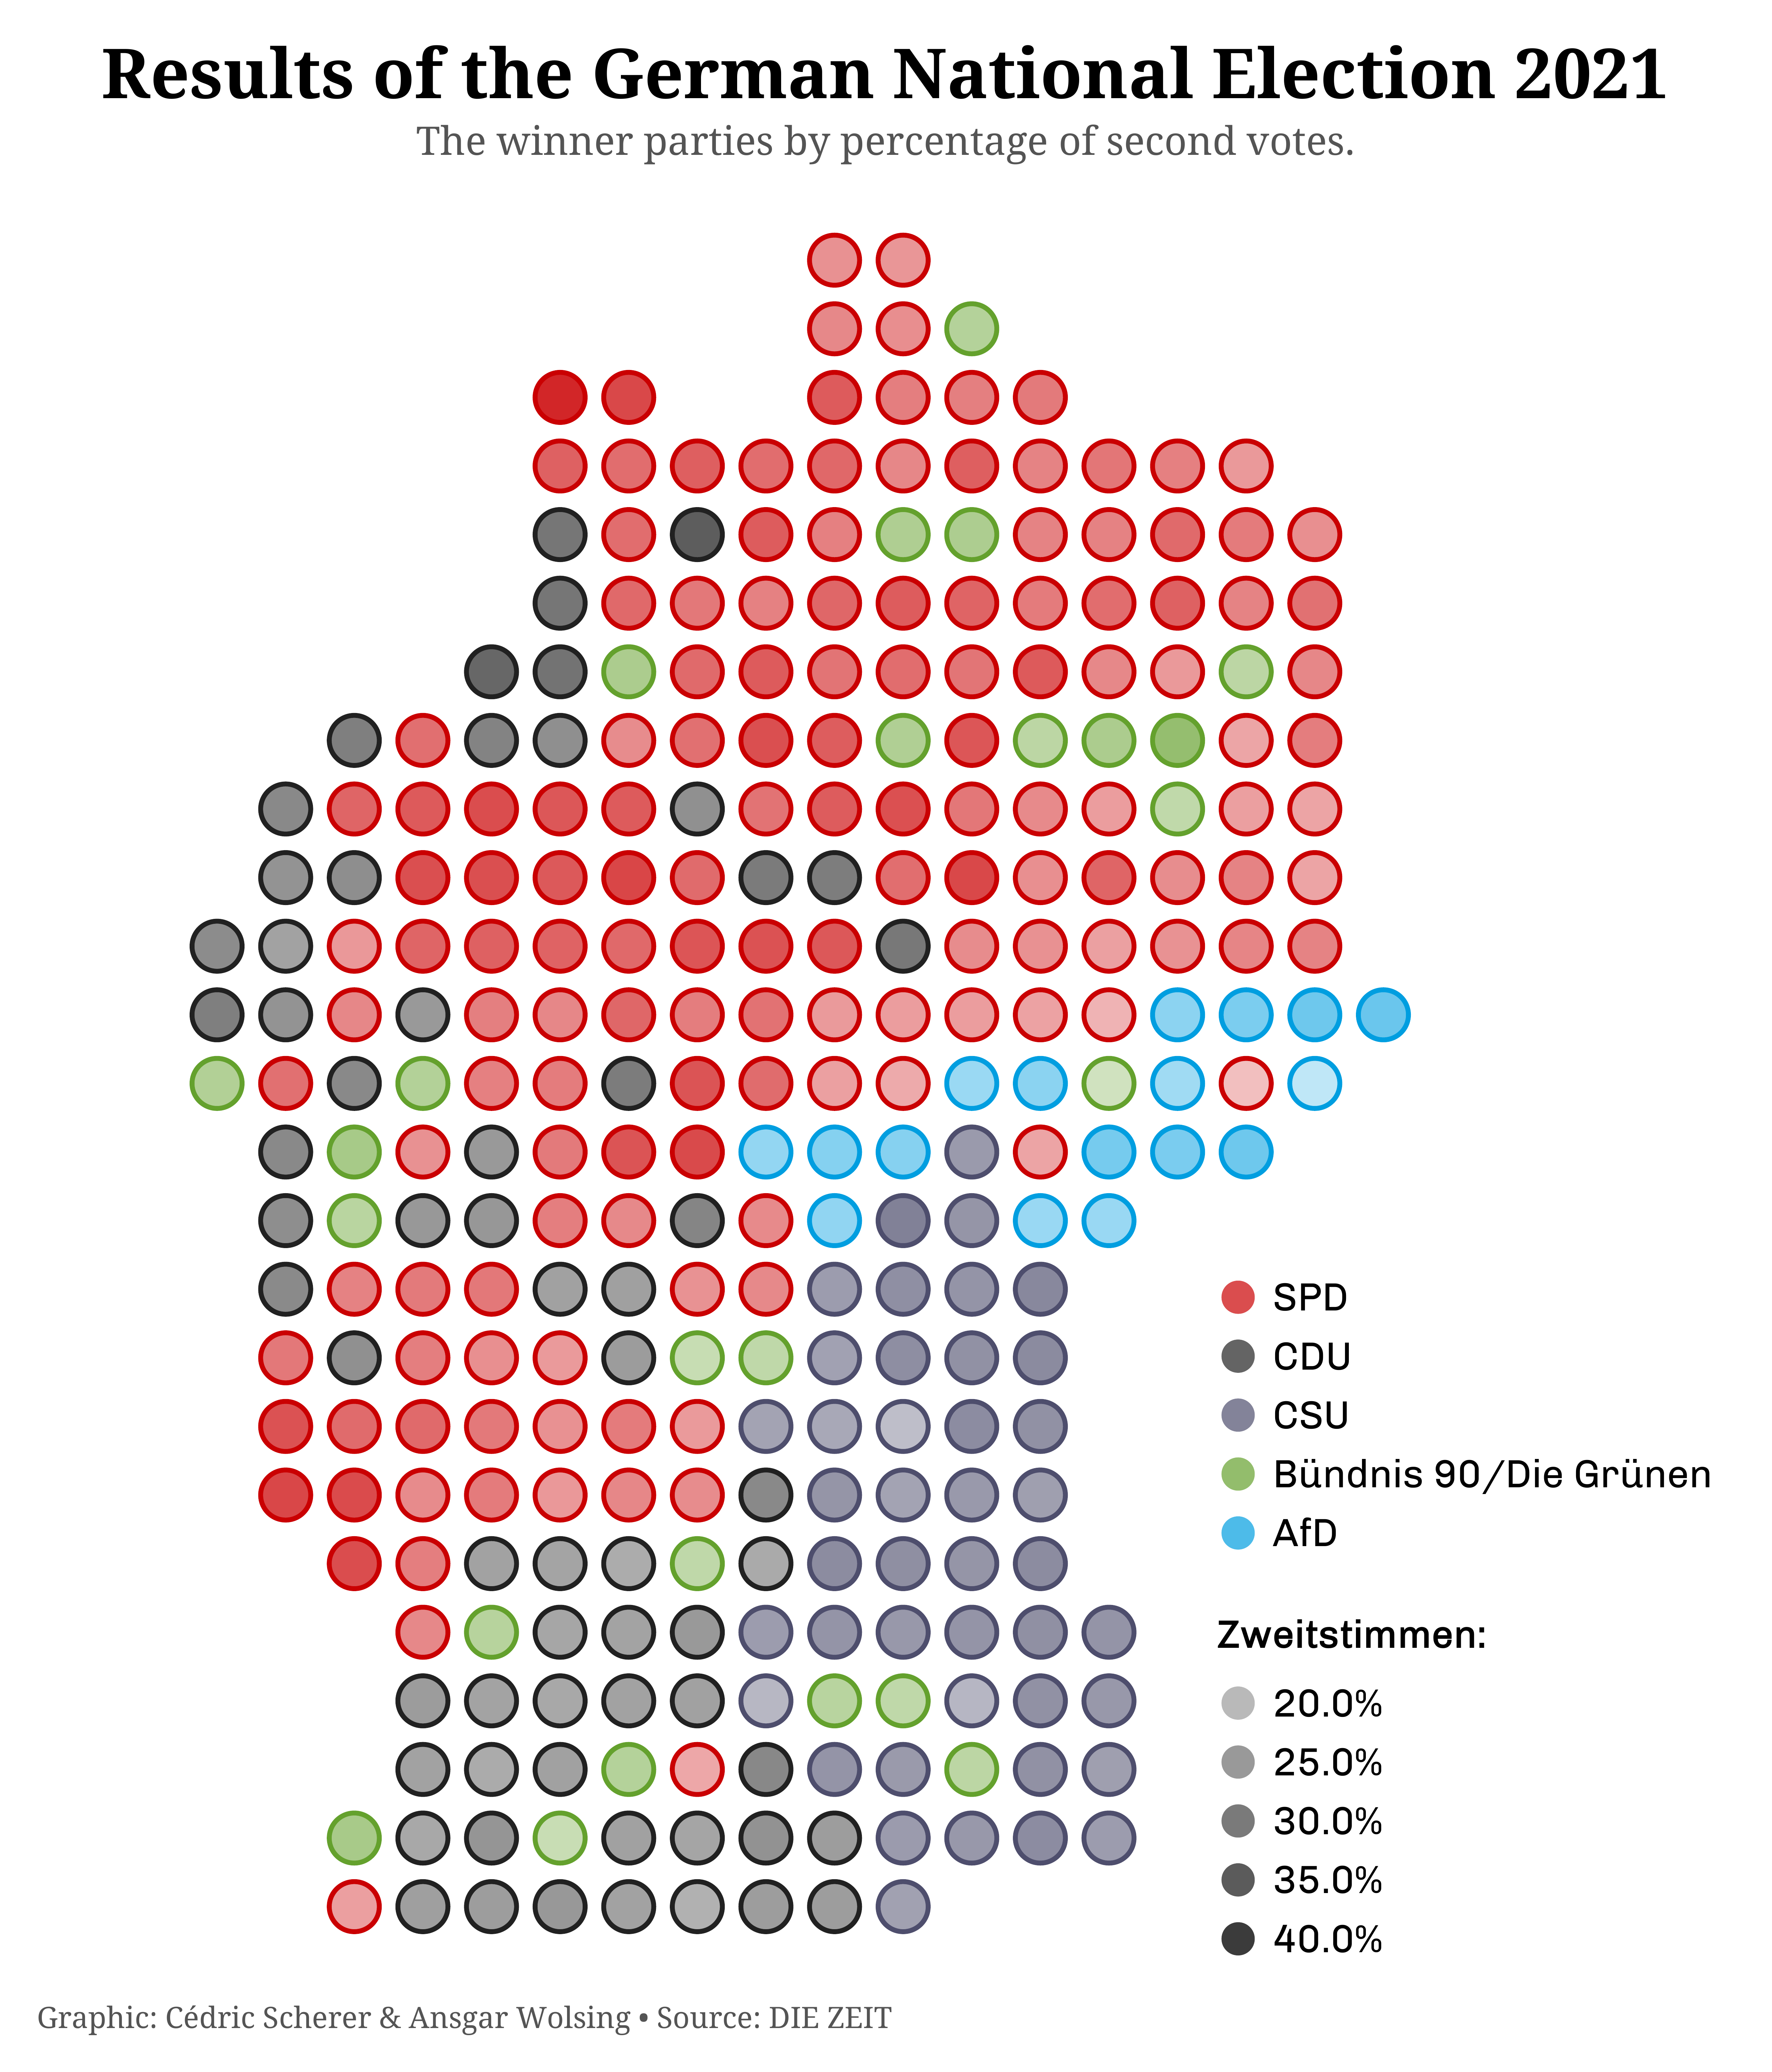 Results of the German National Election 2021
The winner parties by percentage of second votes.
SPD
CDU
CSU
Bündnis 90/Die Grünen
AfD
Zweitstimmen:
20.0%
25.0%
30.0%
35.0%
40.0%
Graphic: Cédric Scherer & Ansgar Wolsing • Source: DIE ZEIT